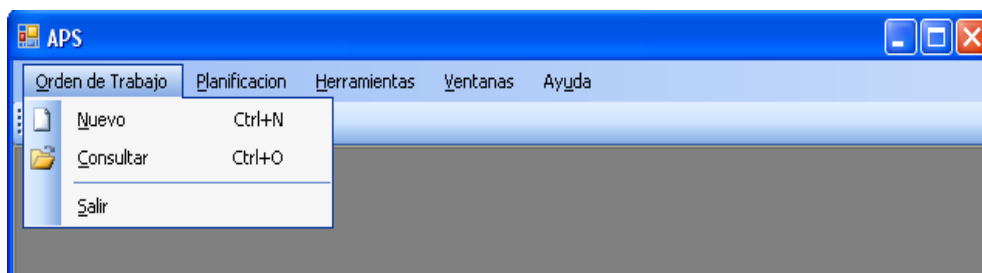 APS
Orden de Trabajo Planificacion Herramientas Ventanas Ayuda
Nuevo Ctrl+N
Consultar Ctrl+O
Salir